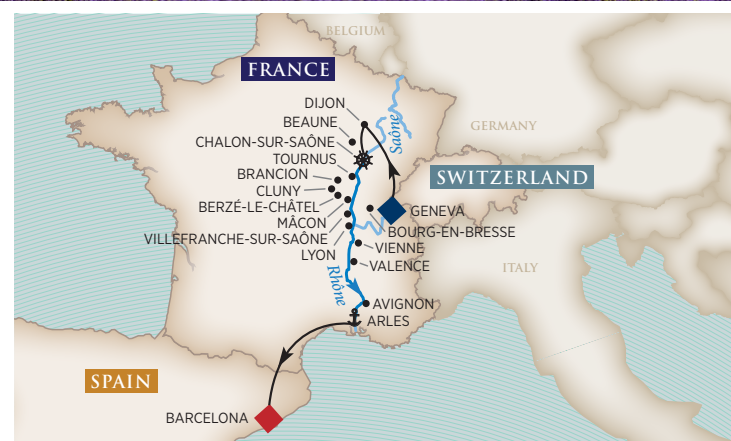 BELGIUM
FRANCE
DIJON
BEAUNE
Saône
GERMANY
CHALON-SUR-SAÔNE
TOURNUS
BRANCION
SWITZERLAND
CLUNY
BERZÉ-LE-CHÂTEL
GENEVA
MÂCON
BOURG-EN-BRESSE
VILLEFRANCHE-SUR-SAÔNE
VIENNE
LYON
VALENCE
ITALY
Rhône
AVIGNON
ARLES
SPAIN
BARCELONA